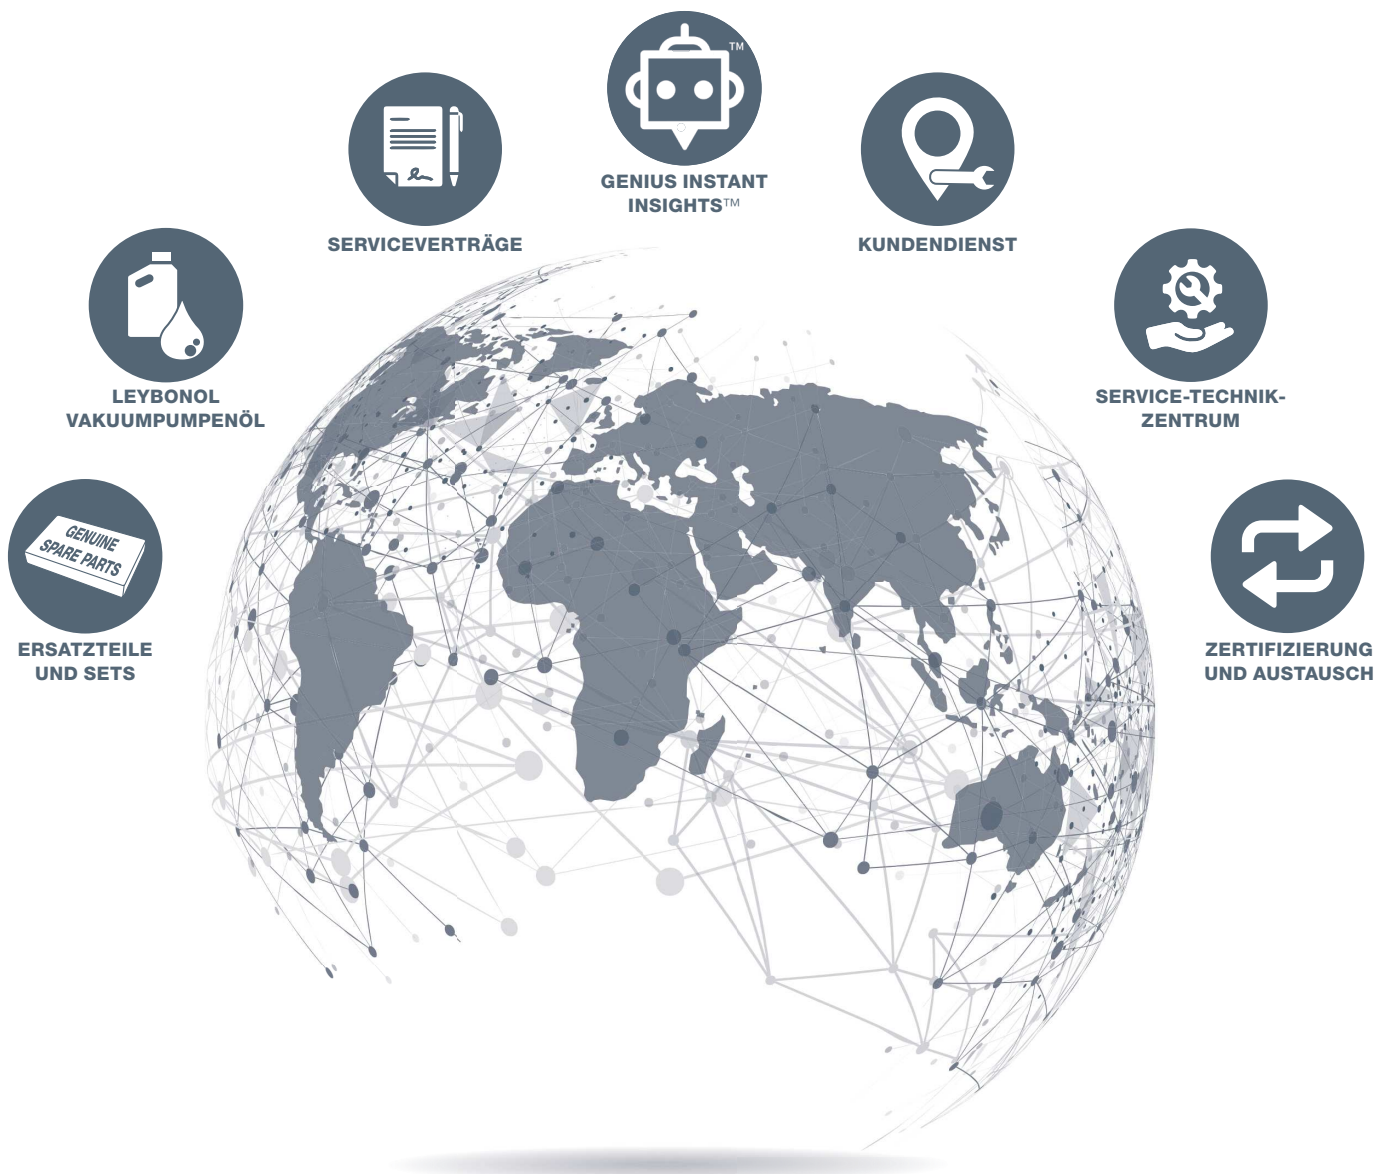 TM
GENIUS INSTANT
INSIGHTS™
SERVICEVERTRÄGE
KUNDENDIENST
LEYBONOL
VAKUUMPUMPENÖL
SERVICE-TECHNIK-
ZENTRUM
GENUINE
SPARE PARTS
ERSATZTEILE
UND SETS
ZERTIFIZIERUNG
UND AUSTAUSCH